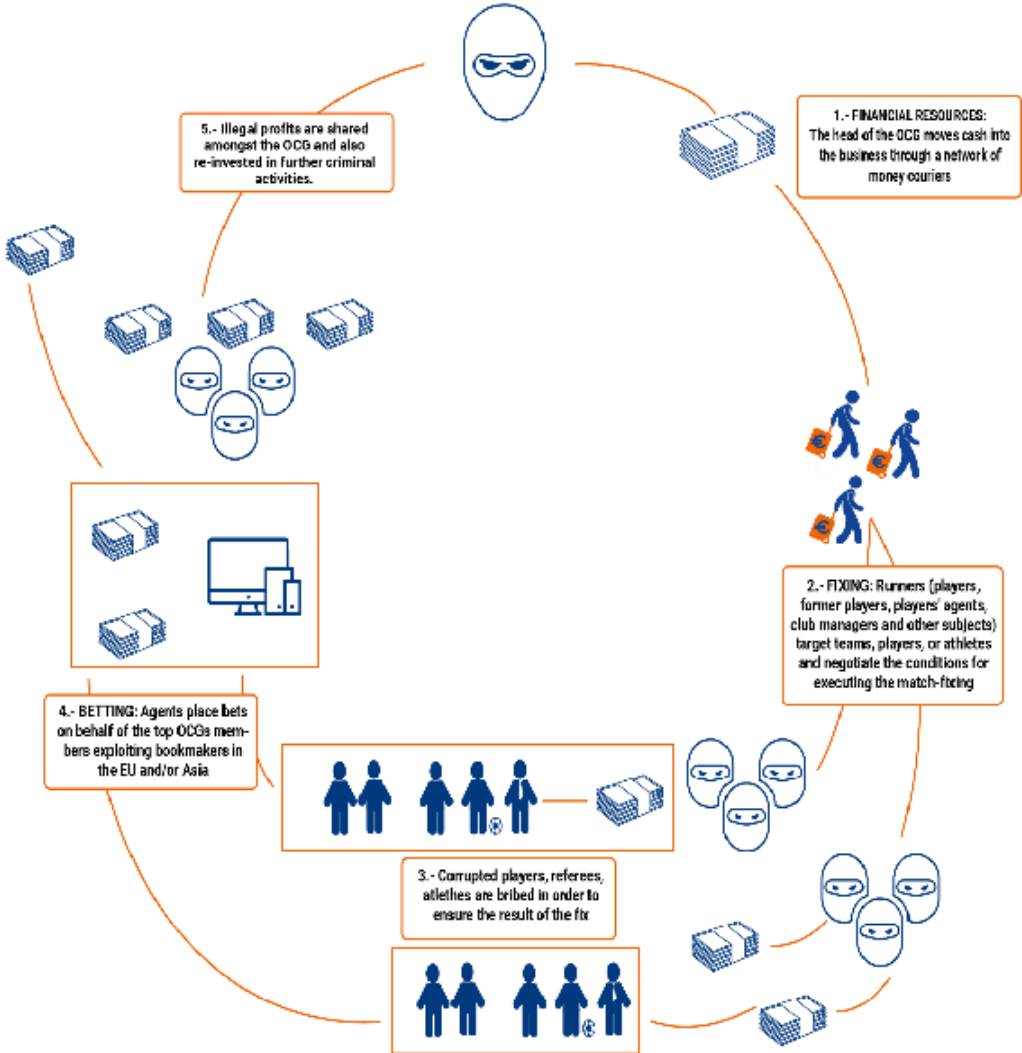 1.- FINANCIAL RESOURCES:
The head of the OCG moves cash into
the business through a network of
money couriers
€
€
€
2.- FIXING: Runners (players,
former players, players' agents,
club managers and other subjects)
target teams, players, or athletes
and negotiate the conditions for
executing the match-fixing
3.- Corrupted players, referees,
atlethes are bribed in order to
ensure the result of the fix
4.- BETTING: Agents place bets
on behalf of the top OCGs mem-
bers exploiting bookmakers in
the EU and/or Asia
5.- Illegal profits are shared
amongst the OCG and also
re-invested in further criminal
activities.